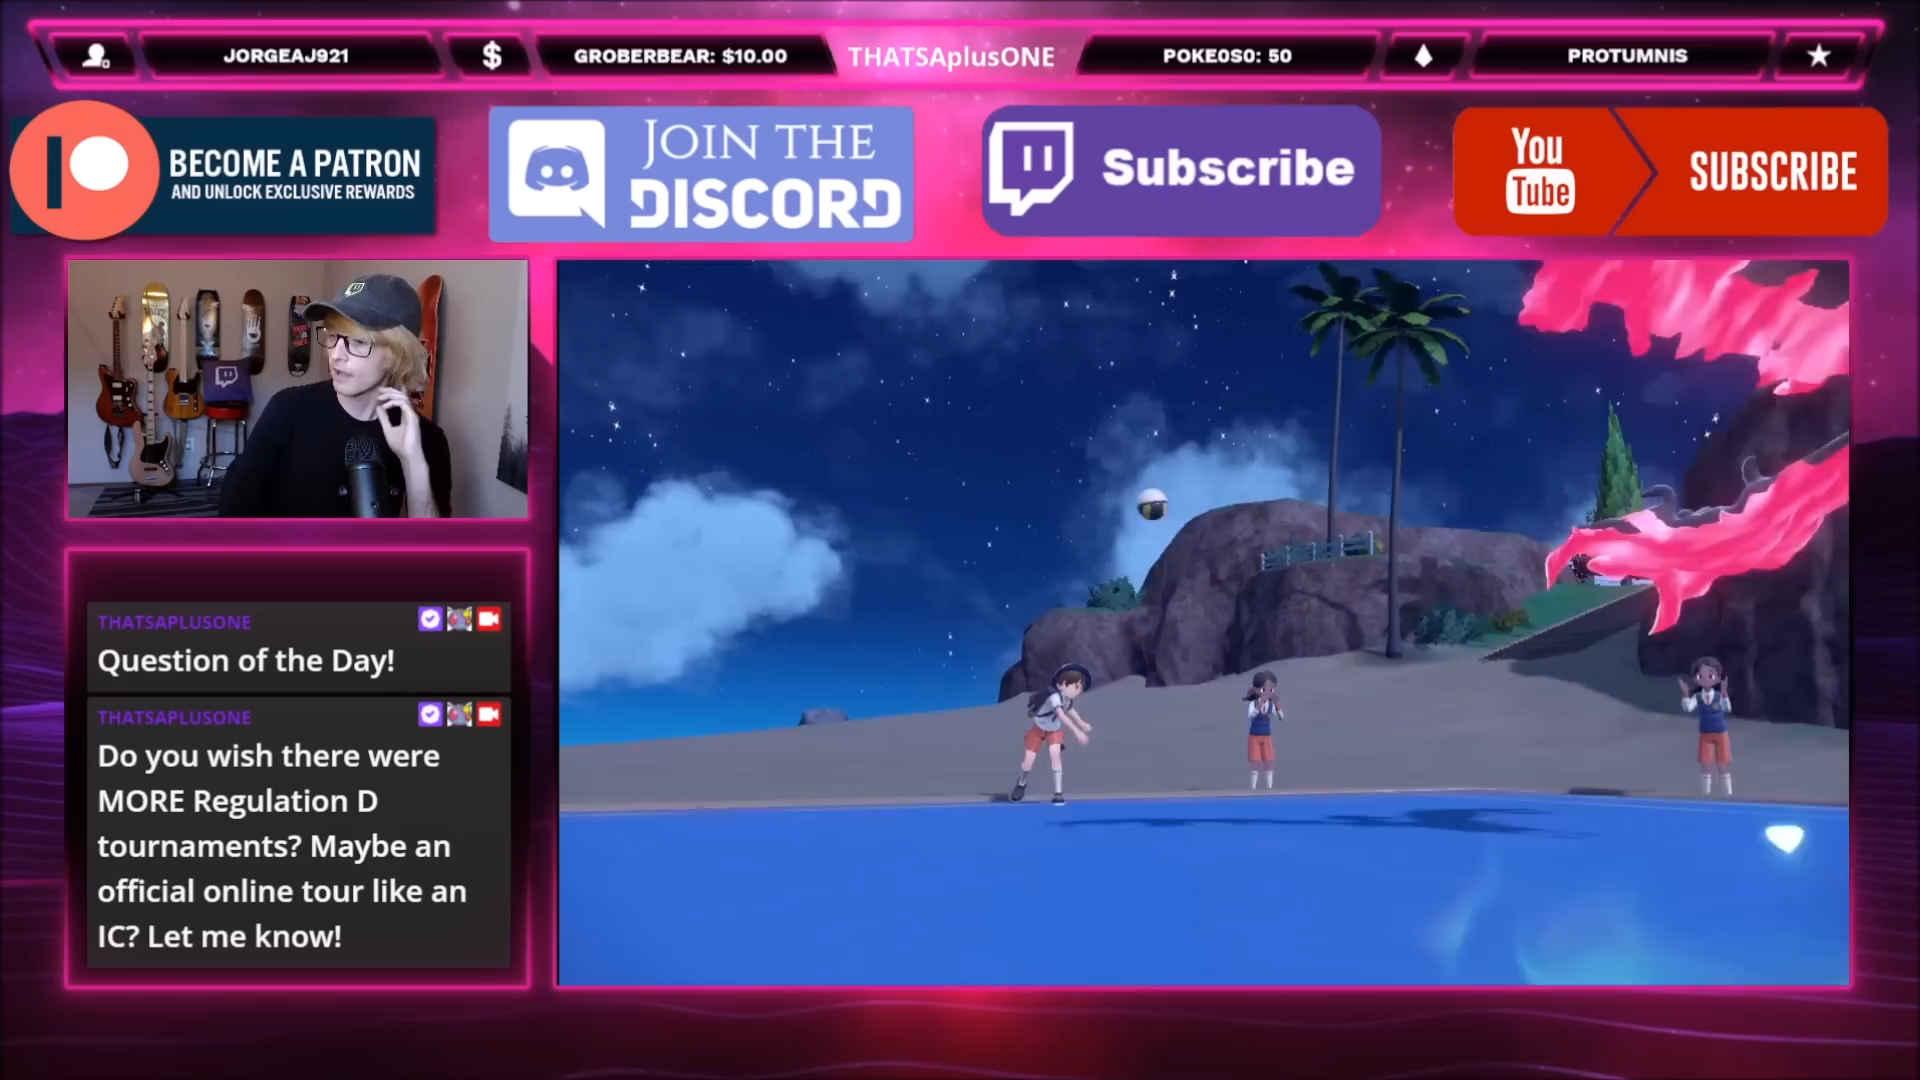 JORGEAJ921
$
GROBERBEAR: $10.00
THATSAplusONE
POKE0S0: 50
PROTUMNIS
BECOME A PATRON
AND UNLOCK EXCLUSIVE REWARDS
JOIN THE
DISCORD
Subscribe
You
Tube
SUBSCRIBE
THATSAPLUSONE
Question of the Day!
THATSAPLUSONE
Do you wish there were
MORE Regulation D
tournaments? Maybe an
official online tour like an
IC? Let me know!